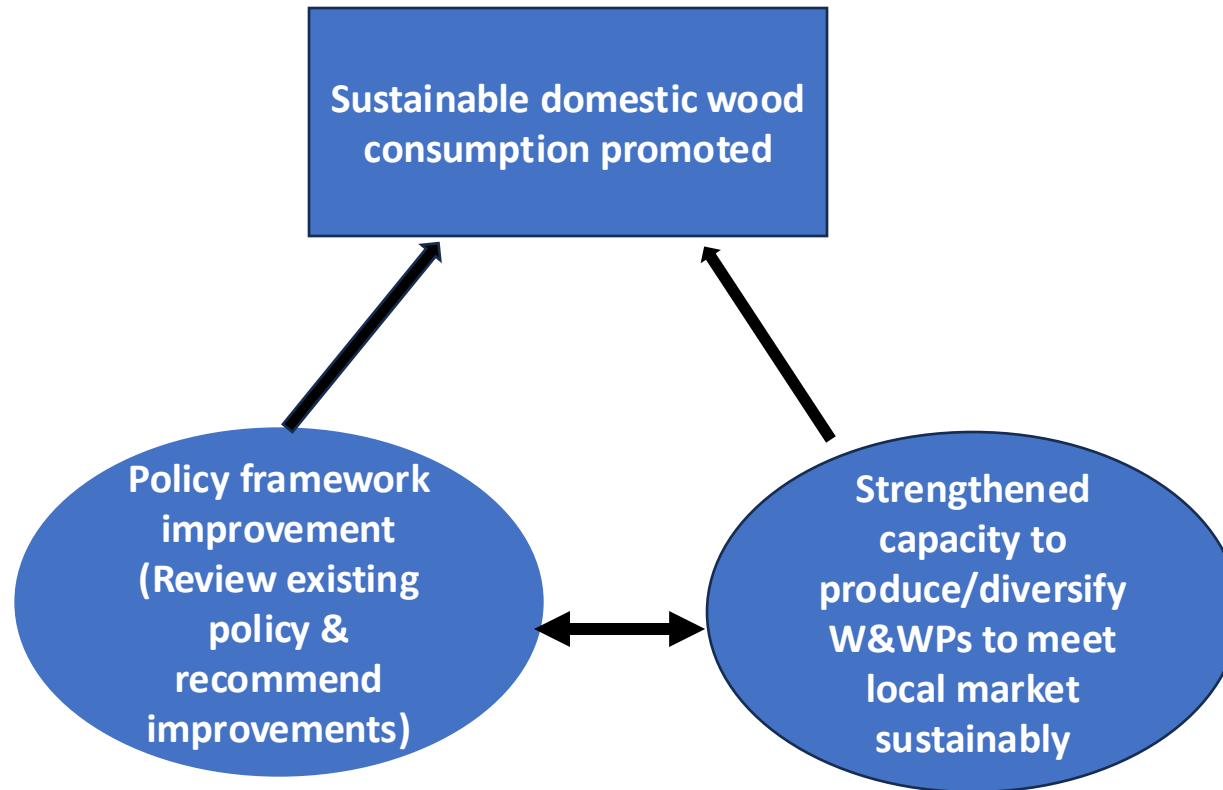 Sustainable domestic wood
consumption promoted
Policy framework
improvement
(Review existing
policy &
recommend
improvements)
Strengthened
capacity to
produce/diversify
W&WPs to meet
local market
sustainably